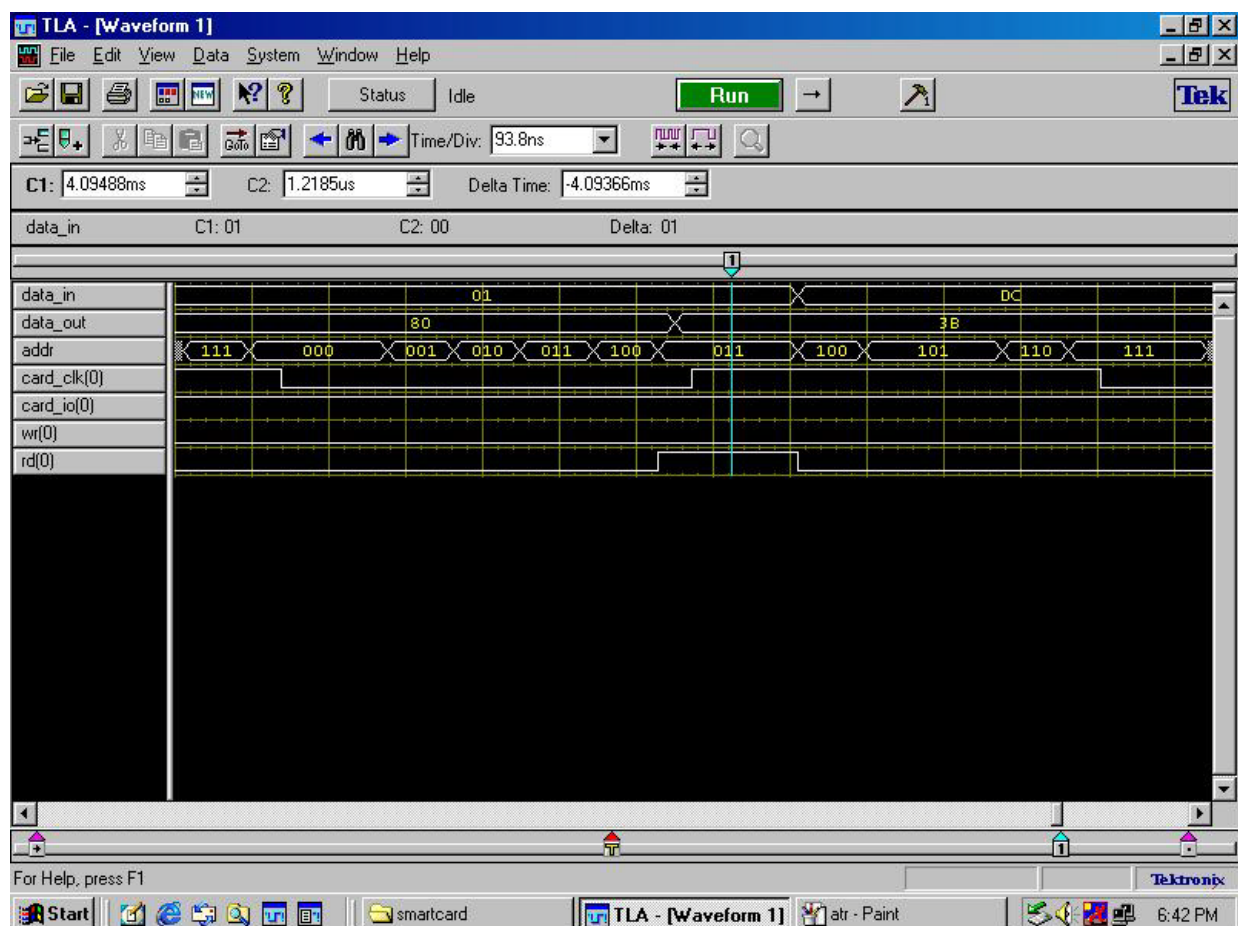 TLA - [Waveform 1]
File Edit View Data System Window Help
NEW Status Idle Run Tek
GoTo Time/Div: 93.8ns
C1: 4.09488ms C2: 1.2185us Delta Time: -4.09366ms
data_in C1: 01 C2: 00 Delta: 01
1
data_in 01 DC
data_out 80 3B
addr 111 000 001 010 011 100 011 100 101 110 111
card_clk(0)
card_io(0)
wr(0)
rd(0)
T 1
For Help, press F1 Tektronix
Start smartcard TLA - [Waveform 1] atr - Paint 6:42 PM